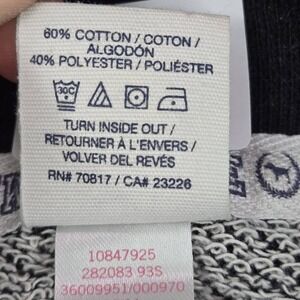 60% COTTON / COTON /
ALGODÓN
40% POLYESTER / POLIÉSTER
30C
TURN INSIDE OUT /
RETOURNER À L'ENVERS /
VOLVER DEL REVÉS
RN# 70817 / CA# 23226
10847925
282083 93S
36009951/000970